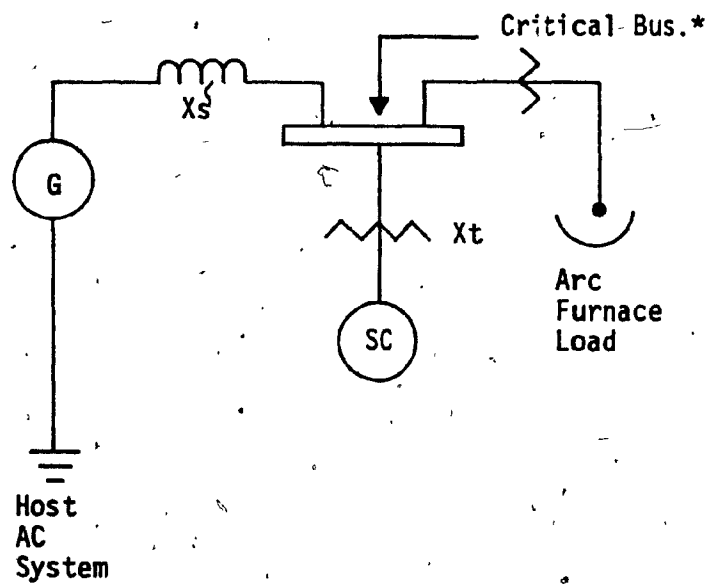 Critical Bus.*
Xs
G
Xt
SC
Arc
Furnace
Load
Host
AC
System